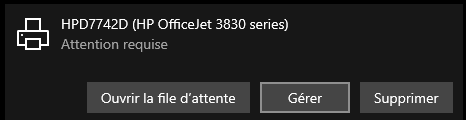 HPD7742D (HP OfficeJet 3830 series)
Attention requise
Ouvrir la file d'attente
Gérer
Supprimer